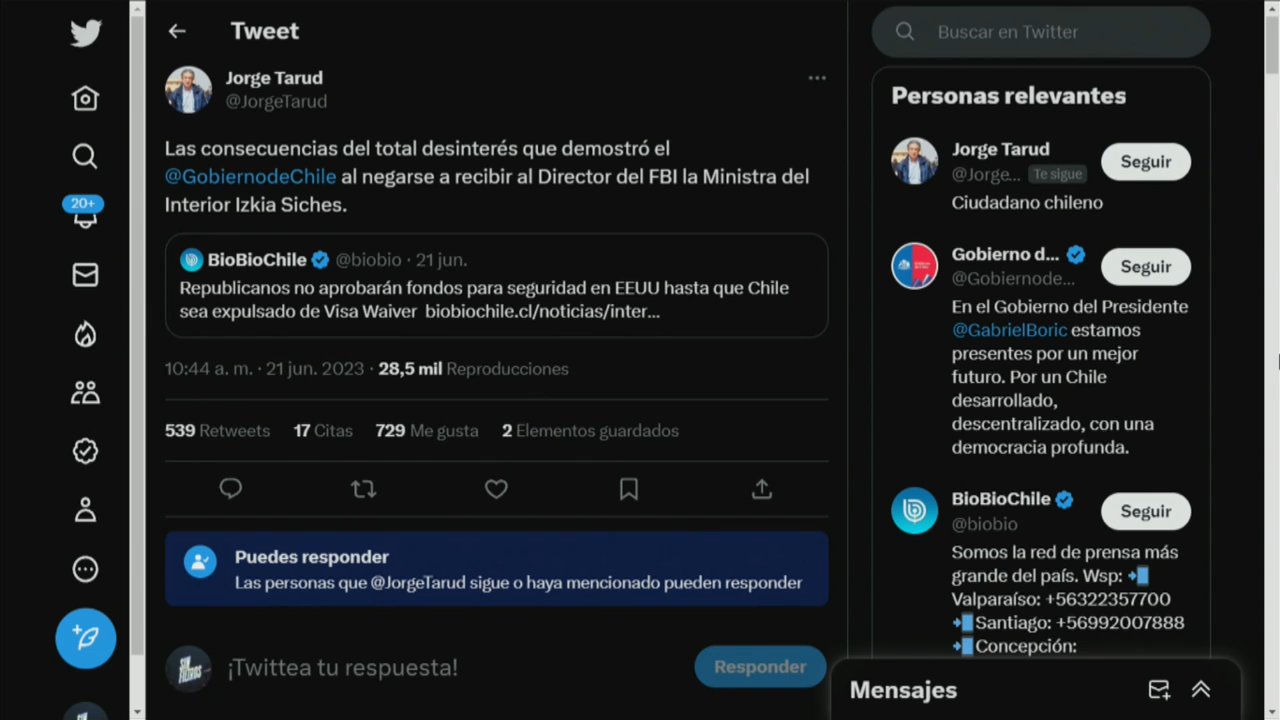 Tweet
Jorge Tarud
@JorgeTarud
Las consecuencias del total desinterés que demostró el
@GobiernodeChile al negarse a recibir al Director del FBI la Ministra del
Interior Izkia Siches.
BioBioChile @biobio · 21 jun.
Republicanos no aprobarán fondos para seguridad en EEUU hasta que Chile
sea expulsado de Visa Waiver biobiochile.cl/noticias/inter...
10:44 a. m. · 21 jun. 2023 · 28,5 mil Reproducciones
539 Retweets 17 Citas 729 Me gusta 2 Elementos guardados
Puedes responder
Las personas que @JorgeTarud sigue o haya mencionado pueden responder
¡Twittea tu respuesta!
Responder
20+
Buscar en Twitter
Personas relevantes
Jorge Tarud
@Jorge... Te sigue
Seguir
Ciudadano chileno
Gobierno d...
@Gobiernode...
Seguir
En el Gobierno del Presidente
@GabrielBoric estamos
presentes por un mejor
futuro. Por un Chile
desarrollado,
descentralizado, con una
democracia profunda.
BioBioChile
@biobio
Seguir
Somos la red de prensa más
grande del país. Wsp: 📲
Valparaíso: +56322357700
📲Santiago: +56992007888
📲Concepción:
Mensajes
SIN
FILTROS